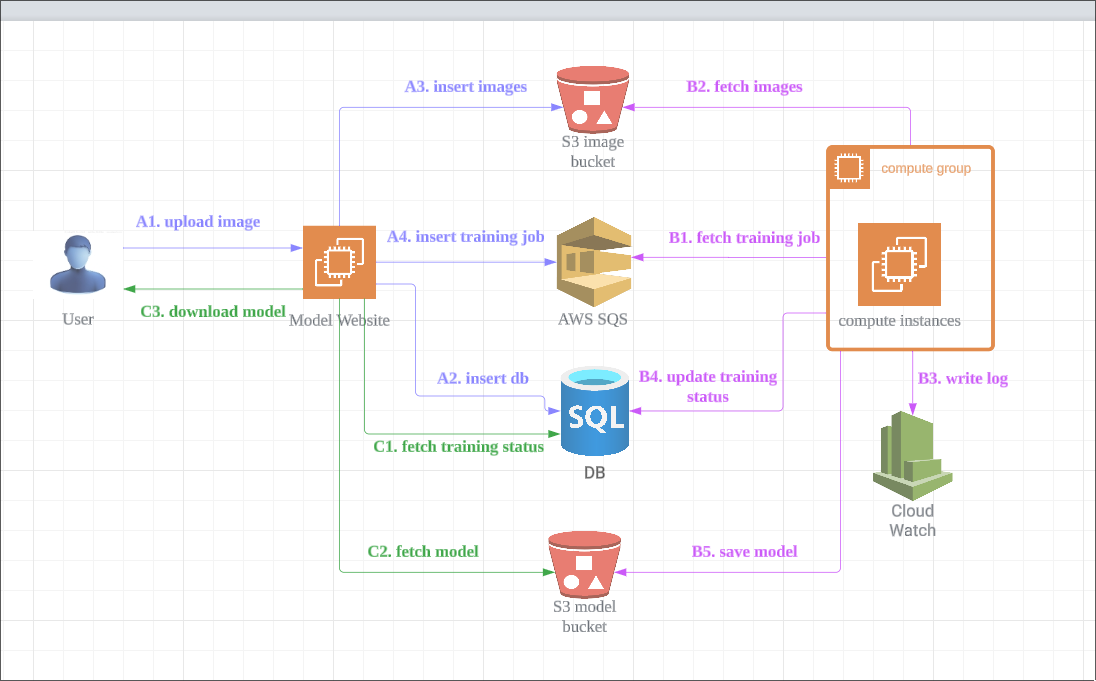 A3. insert images
B2. fetch images
S3 image
bucket
compute group
A1. upload image
A4. insert training job
B1. fetch training job
C3. download model
User
Model Website
AWS SQS
compute instances
A2. insert db
B4. update training
status
B3. write log
SQL
C1. fetch training status
DB
Cloud
Watch
C2. fetch model
B5. save model
S3 model
bucket